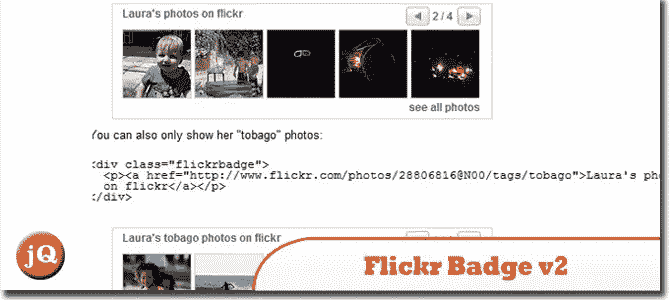 Laura's photos on flickr
2 / 4
see all photos
You can also only show her "tobago" photos:
<div class="flickrbadge">
<p><a href="http://www.flickr.com/photos/28806816@N00/tags/tobago">Laura's pho
on flickr</a></p>
</div>
Laura's tobago photos on flickr
jQ
Flickr Badge v2